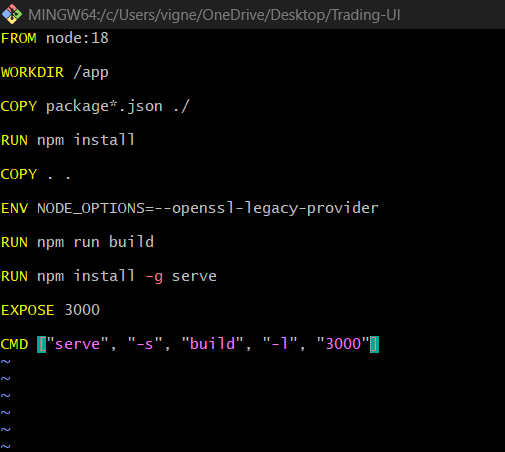 MINGW64:/c/Users/vigne/OneDrive/Desktop/Trading-UI
FROM node:18
WORKDIR /app
COPY package*.json ./
RUN npm install
COPY . .
ENV NODE_OPTIONS=--openssl-legacy-provider
RUN npm run build
RUN npm install -g serve
EXPOSE 3000
CMD ["serve", "-s", "build", "-l", "3000"]
~
~
~
~
~
~